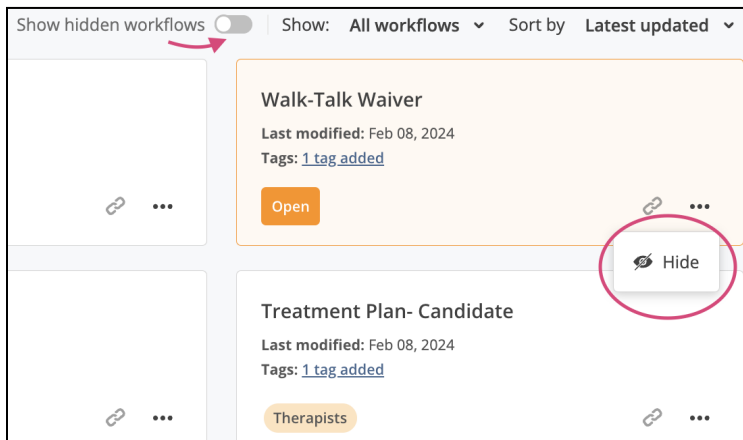 Show hidden workflows Show: All workflows Sort by Latest updated
Walk-Talk Waiver
Last modified: Feb 08, 2024
Tags: 1 tag added
Open
Hide
Treatment Plan- Candidate
Last modified: Feb 08, 2024
Tags: 1 tag added
Therapists